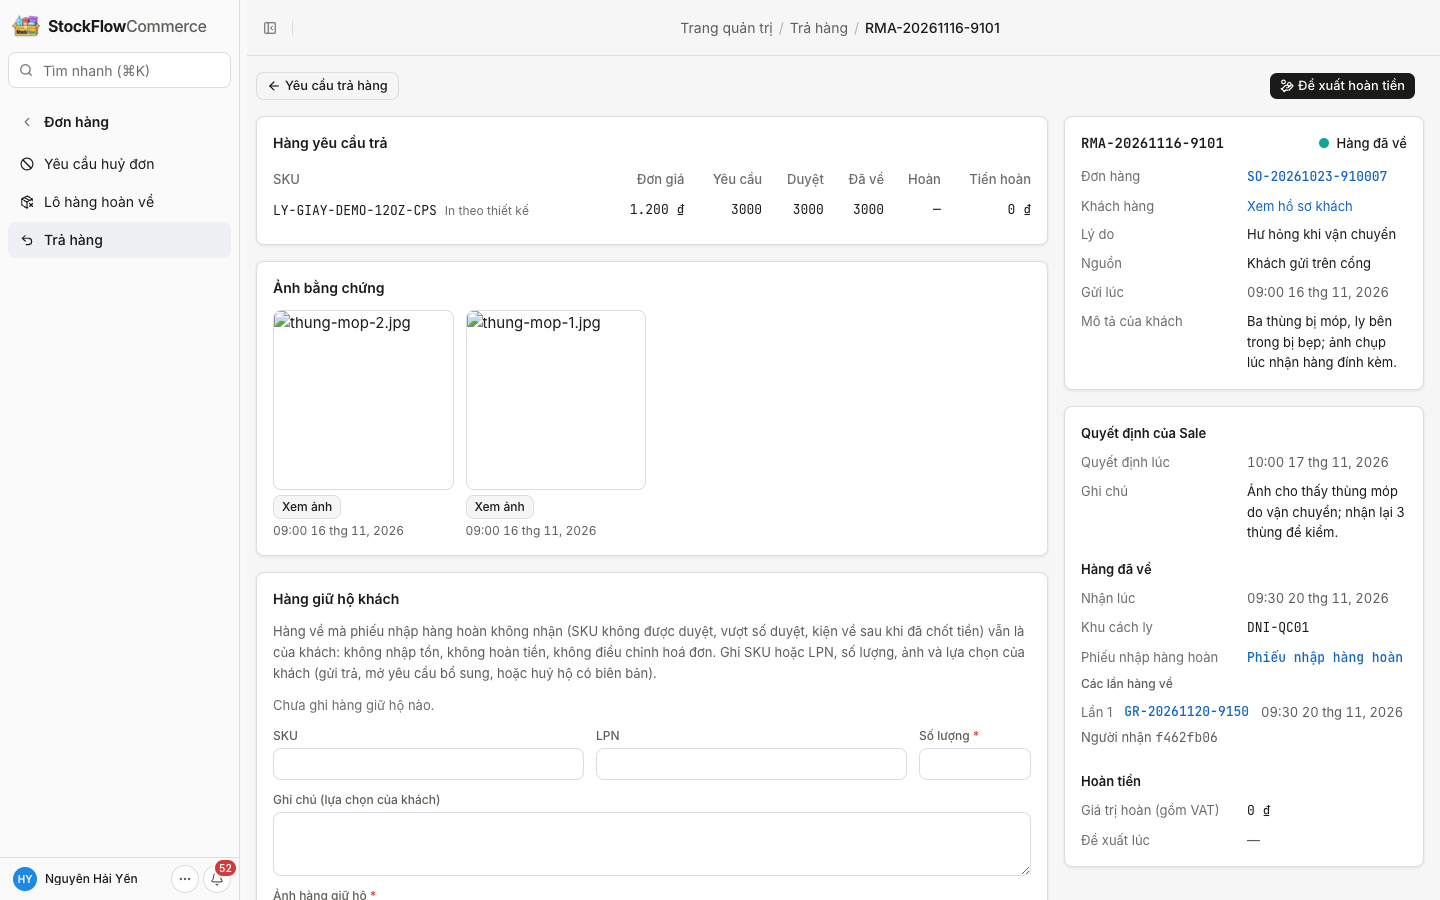 StockFlowCommerce
Tìm nhanh (⌘K)
Đơn hàng
Yêu cầu huỷ đơn
Lô hàng hoàn về
Trả hàng
Nguyễn Hải Yến
HY
52
Trang quản trị / Trả hàng / RMA-20261116-9101
Yêu cầu trả hàng
Đề xuất hoàn tiền
Hàng yêu cầu trả
SKU Đơn giá Yêu cầu Duyệt Đã về Hoàn Tiền hoàn
LY-GIAY-DEMO-12OZ-CPS In theo thiết kế 1.200 ₫ 3000 3000 3000 — 0 ₫
Ảnh bằng chứng
thung-mop-2.jpg thung-mop-1.jpg
Xem ảnh Xem ảnh
09:00 16 thg 11, 2026 09:00 16 thg 11, 2026
Hàng giữ hộ khách
Hàng về mà phiếu nhập hàng hoàn không nhận (SKU không được duyệt, vượt số duyệt, kiện về sau khi đã chốt tiền) vẫn là
của khách: không nhập tồn, không hoàn tiền, không điều chỉnh hoá đơn. Ghi SKU hoặc LPN, số lượng, ảnh và lựa chọn của
khách (gửi trả, mở yêu cầu bổ sung, hoặc huỷ hộ có biên bản).
Chưa ghi hàng giữ hộ nào.
SKU LPN Số lượng *
Ghi chú (lựa chọn của khách)
Ảnh hàng giữ hộ *
RMA-20261116-9101 Hàng đã về
Đơn hàng SO-20261023-910007
Khách hàng Xem hồ sơ khách
Lý do Hư hỏng khi vận chuyển
Nguồn Khách gửi trên cổng
Gửi lúc 09:00 16 thg 11, 2026
Mô tả của khách Ba thùng bị móp, ly bên
trong bị bẹp; ảnh chụp
lúc nhận hàng đính kèm.
Quyết định của Sale
Quyết định lúc 10:00 17 thg 11, 2026
Ghi chú Ảnh cho thấy thùng móp
do vận chuyển; nhận lại 3
thùng để kiểm.
Hàng đã về
Nhận lúc 09:30 20 thg 11, 2026
Khu cách ly DNI-QC01
Phiếu nhập hàng hoàn Phiếu nhập hàng hoàn
Các lần hàng về
Lần 1 GR-20261120-9150 09:30 20 thg 11, 2026
Người nhận f462fb06
Hoàn tiền
Giá trị hoàn (gồm VAT) 0 ₫
Đề xuất lúc —